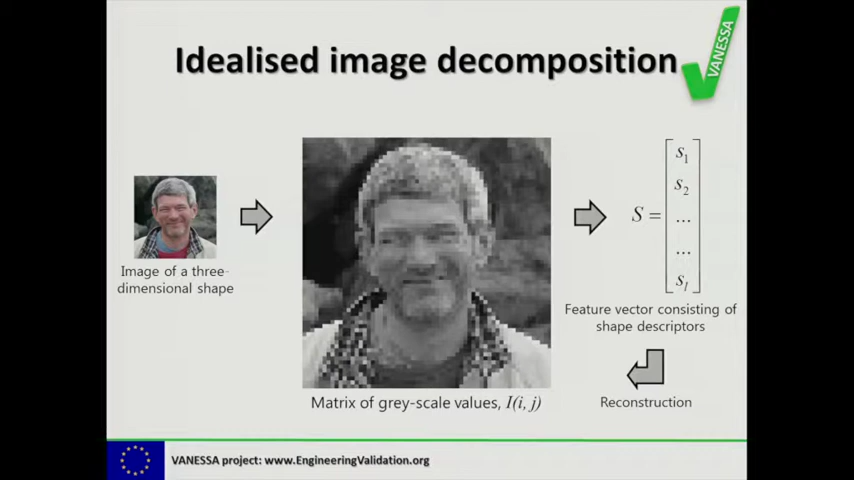 Idealised image decomposition
VANESSA
Image of a three-
dimensional shape
Matrix of grey-scale values, I(i, j)
S = [s1
s2
...
...
sl]
Feature vector consisting of
shape descriptors
Reconstruction
VANESSA project: www.EngineeringValidation.org